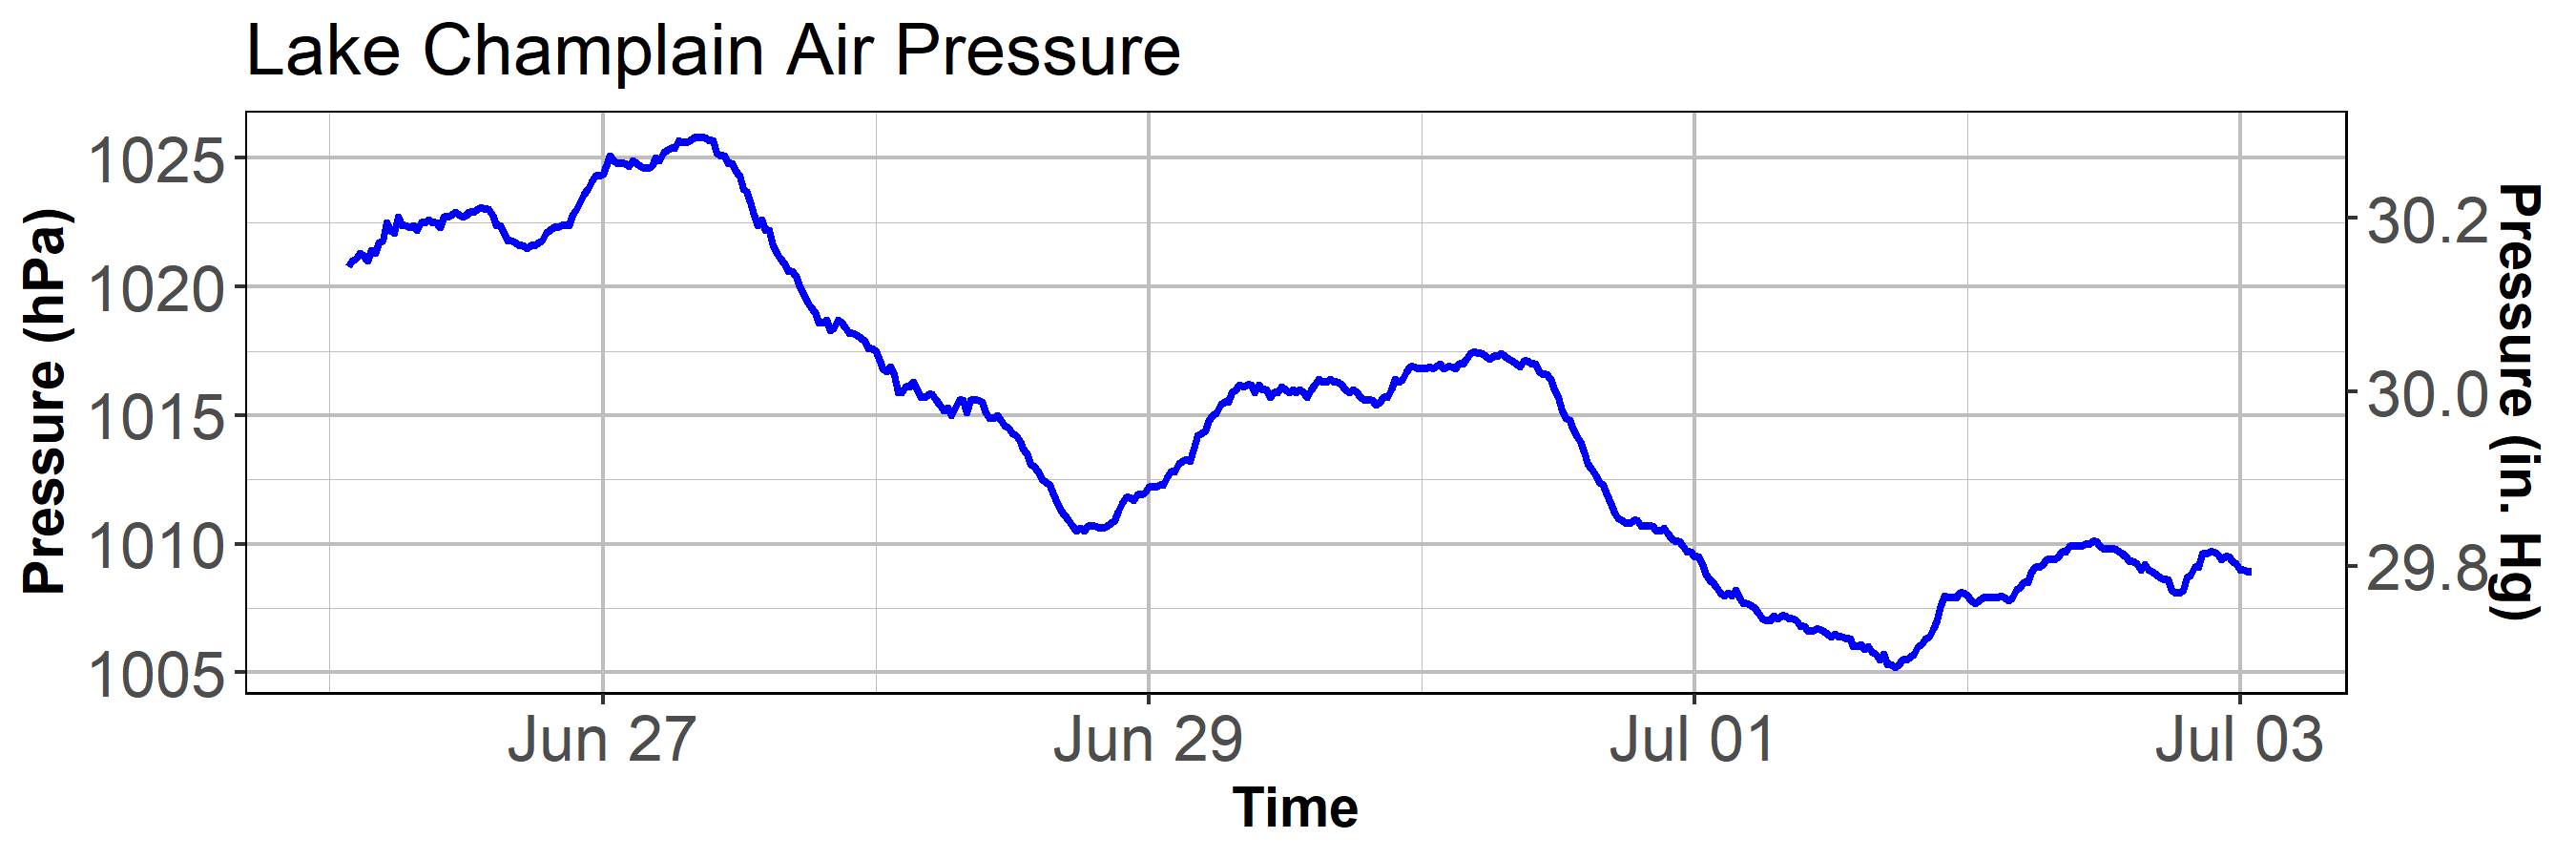 Lake Champlain Air Pressure
Pressure (hPa)
1025
1020
1015
1010
1005
30.2
30.0
29.8
Pressure (in. Hg)
Jun 27
Jun 29
Jul 01
Jul 03
Time